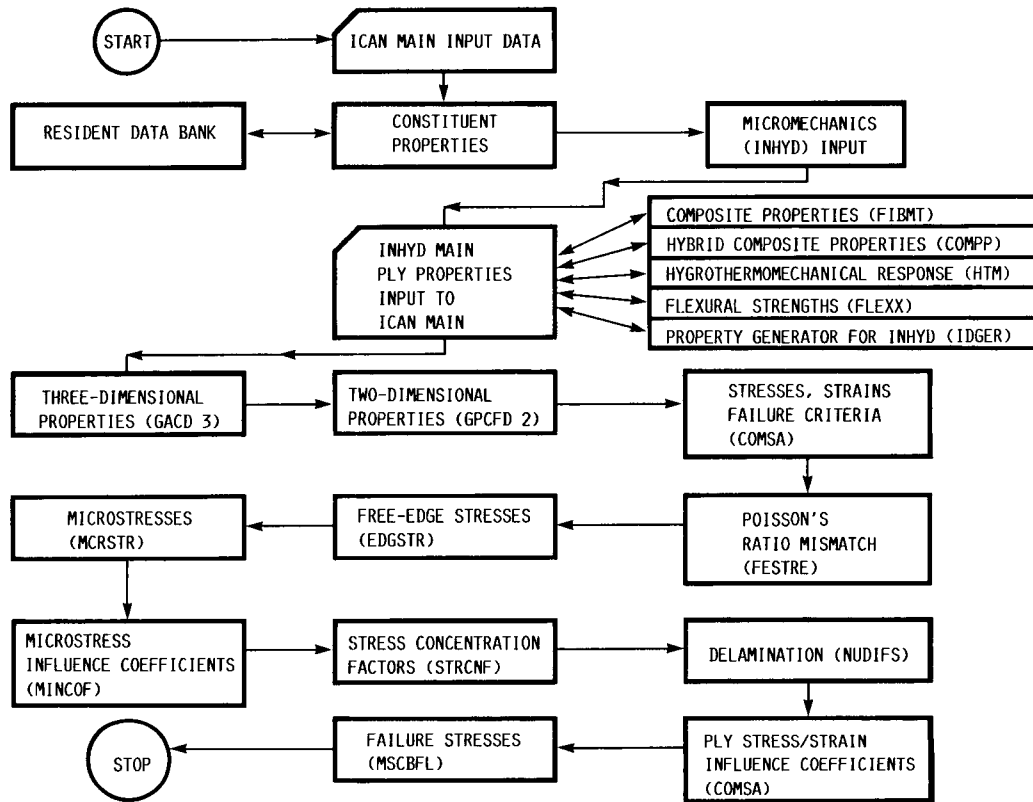 START
ICAN MAIN INPUT DATA
RESIDENT DATA BANK
CONSTITUENT
PROPERTIES
MICROMECHANICS
(INHYD) INPUT
INHYD MAIN
PLY PROPERTIES
INPUT TO
ICAN MAIN
COMPOSITE PROPERTIES (FIBMT)
HYBRID COMPOSITE PROPERTIES (COMPP)
HYGROTHERMOMECHANICAL RESPONSE (HTM)
FLEXURAL STRENGTHS (FLEXX)
PROPERTY GENERATOR FOR INHYD (IDGER)
THREE-DIMENSIONAL
PROPERTIES (GACD 3)
TWO-DIMENSIONAL
PROPERTIES (GPCFD 2)
STRESSES, STRAINS
FAILURE CRITERIA
(COMSA)
MICROSTRESSES
(MCRSTR)
FREE-EDGE STRESSES
(EDGSTR)
POISSON'S
RATIO MISMATCH
(FESTRE)
MICROSTRESS
INFLUENCE COEFFICIENTS
(MINCOF)
STRESS CONCENTRATION
FACTORS (STRCNF)
DELAMINATION (NUDIFS)
STOP
FAILURE STRESSES
(MSCBFL)
PLY STRESS/STRAIN
INFLUENCE COEFFICIENTS
(COMSA)